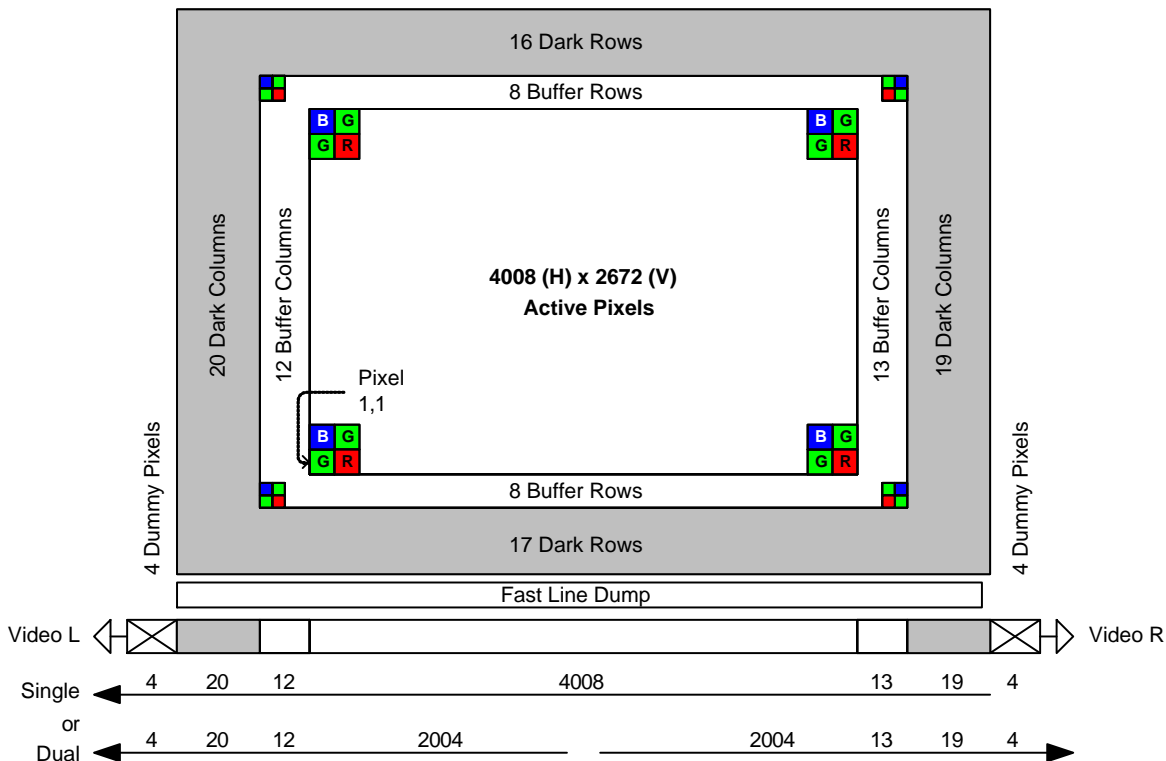 16 Dark Rows
8 Buffer Rows
B G
G R
B G
G R
20 Dark Columns
12 Buffer Columns
4008 (H) x 2672 (V)
Active Pixels
13 Buffer Columns
19 Dark Columns
Pixel
1,1
B G
G R
B G
G R
4 Dummy Pixels
8 Buffer Rows
4 Dummy Pixels
17 Dark Rows
Fast Line Dump
Video L
Video R
Single 4 20 12 4008 13 19 4
or
Dual 4 20 12 2004 2004 13 19 4